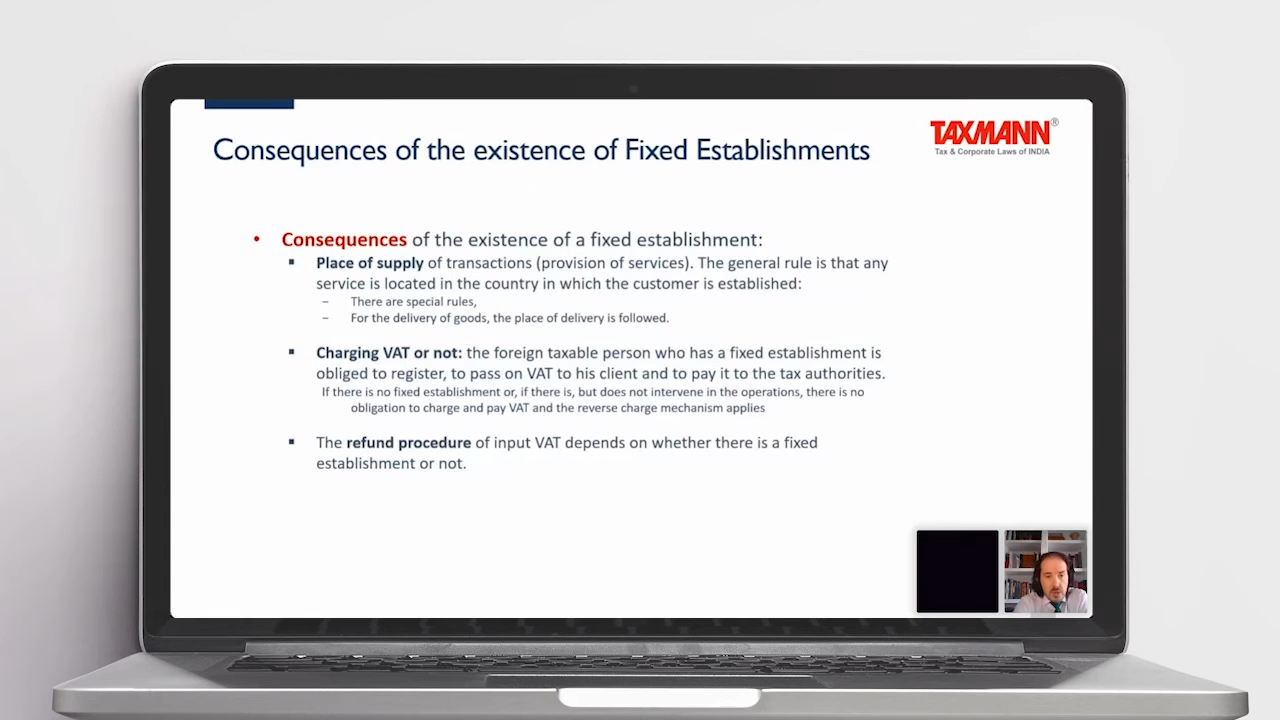 TAXMANN®
Tax & Corporate Laws of INDIA
Consequences of the existence of Fixed Establishments
• Consequences of the existence of a fixed establishment:
▪ Place of supply of transactions (provision of services). The general rule is that any
service is located in the country in which the customer is established:
– There are special rules,
– For the delivery of goods, the place of delivery is followed.
▪ Charging VAT or not: the foreign taxable person who has a fixed establishment is
obliged to register, to pass on VAT to his client and to pay it to the tax authorities.
If there is no fixed establishment or, if there is, but does not intervene in the operations, there is no
obligation to charge and pay VAT and the reverse charge mechanism applies
▪ The refund procedure of input VAT depends on whether there is a fixed
establishment or not.